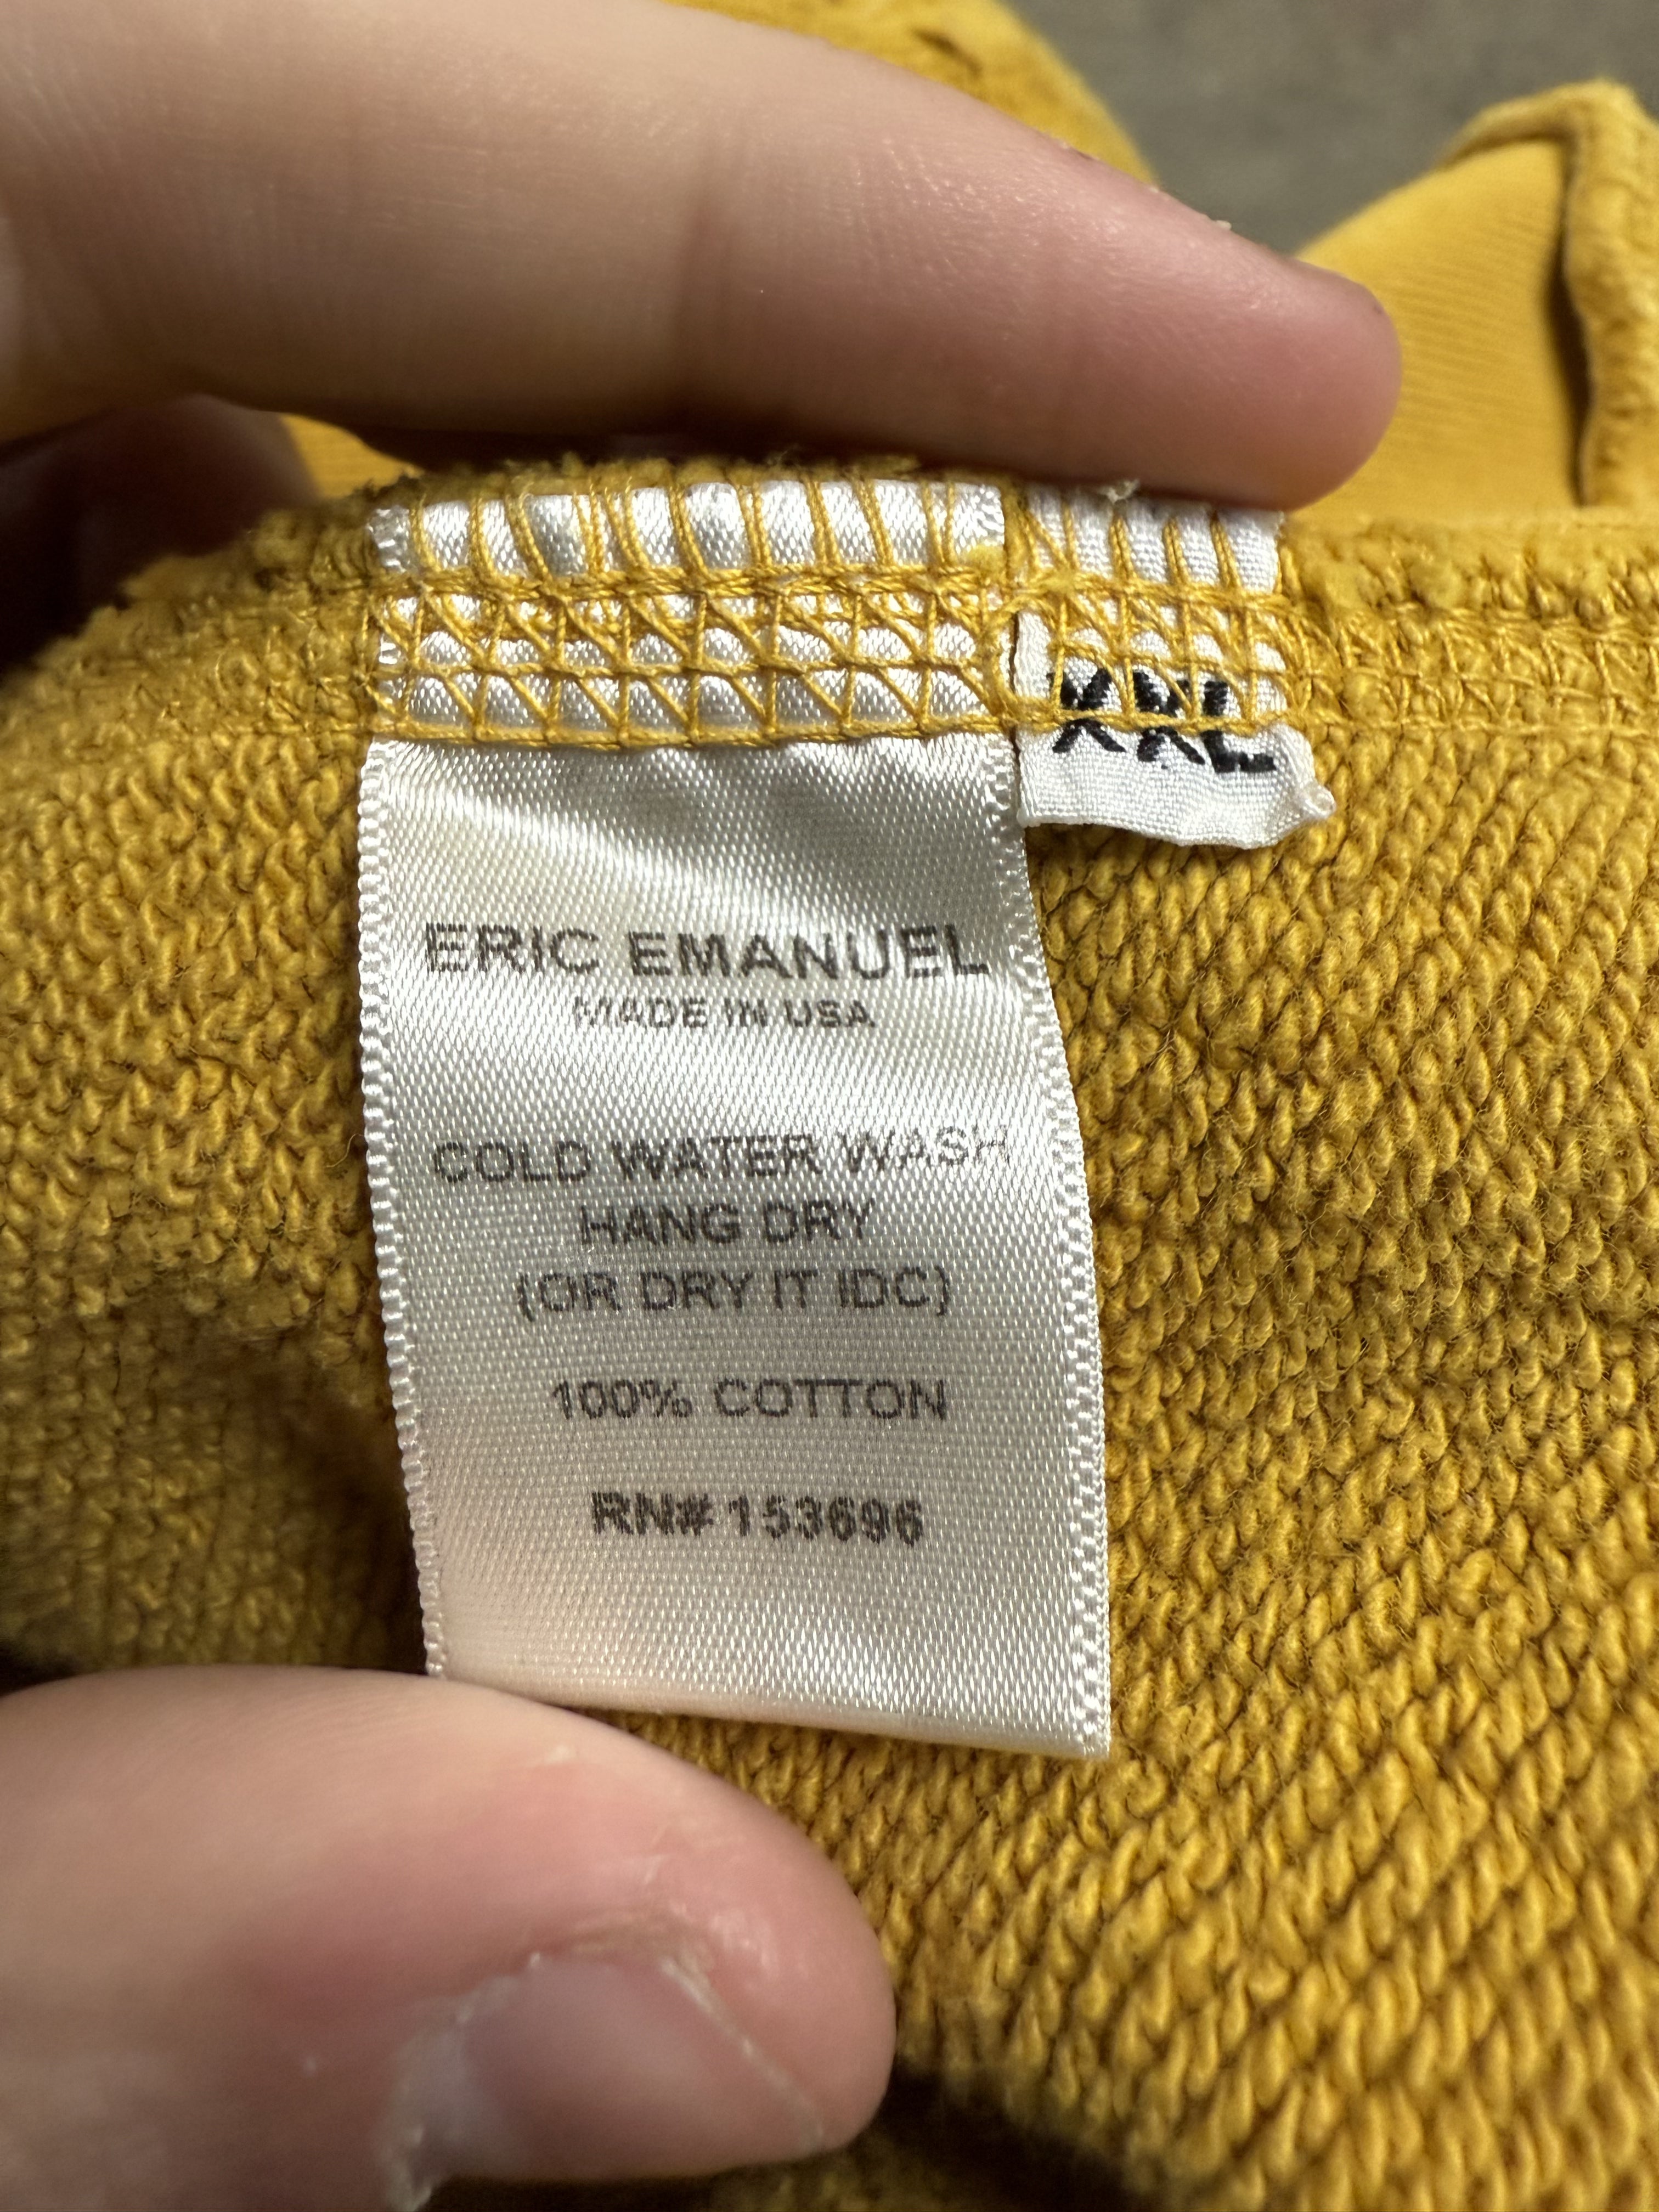 XXL
ERIC EMANUEL
MADE IN USA
COLD WATER WASH
HANG DRY
(OR DRY IT IDC)
100% COTTON
RN# 153696